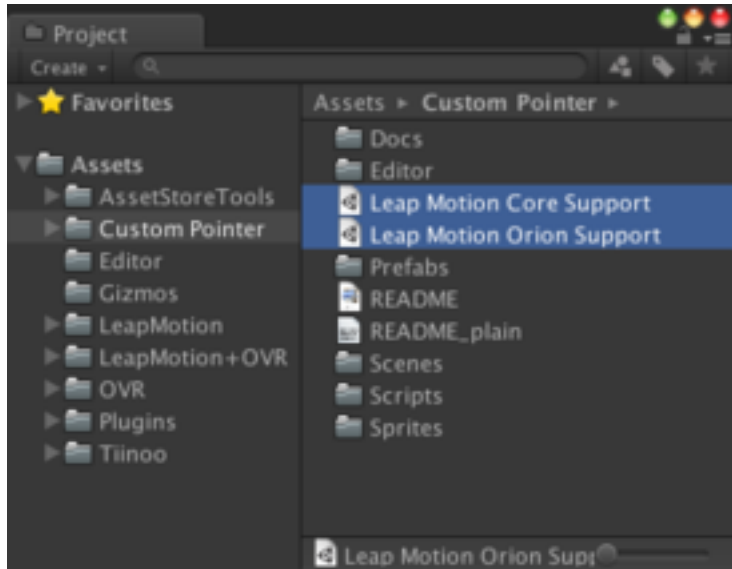 Project
Create
Favorites
Assets
AssetStoreTools
Custom Pointer
Editor
Gizmos
LeapMotion
LeapMotion+OVR
OVR
Plugins
Tiinoo
Assets ▸ Custom Pointer ▸
Docs
Editor
Leap Motion Core Support
Leap Motion Orion Support
Prefabs
README
README_plain
Scenes
Scripts
Sprites
Leap Motion Orion Supp